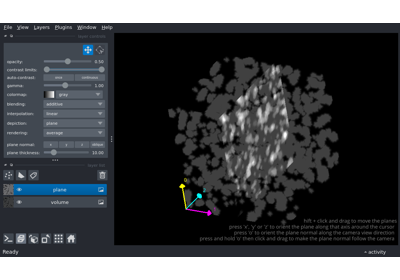 File View Layers Plugins Window Help
layer controls
opacity: 0.50
contrast limits:
auto-contrast: once continuous
gamma: 1.00
colormap: gray
blending: additive
interpolation: linear
depiction: plane
rendering: average
plane normal: x y z oblique
plane thickness: 10.00
layer list
plane
volume
shift + click and drag to move the planes
press 'x', 'y' or 'z' to orient the plane along that axis around the cursor
press 'o' to orient the plane normal along the camera view direction
press and hold 'o' then click and drag to make the plane normal follow the camera
Ready
activity